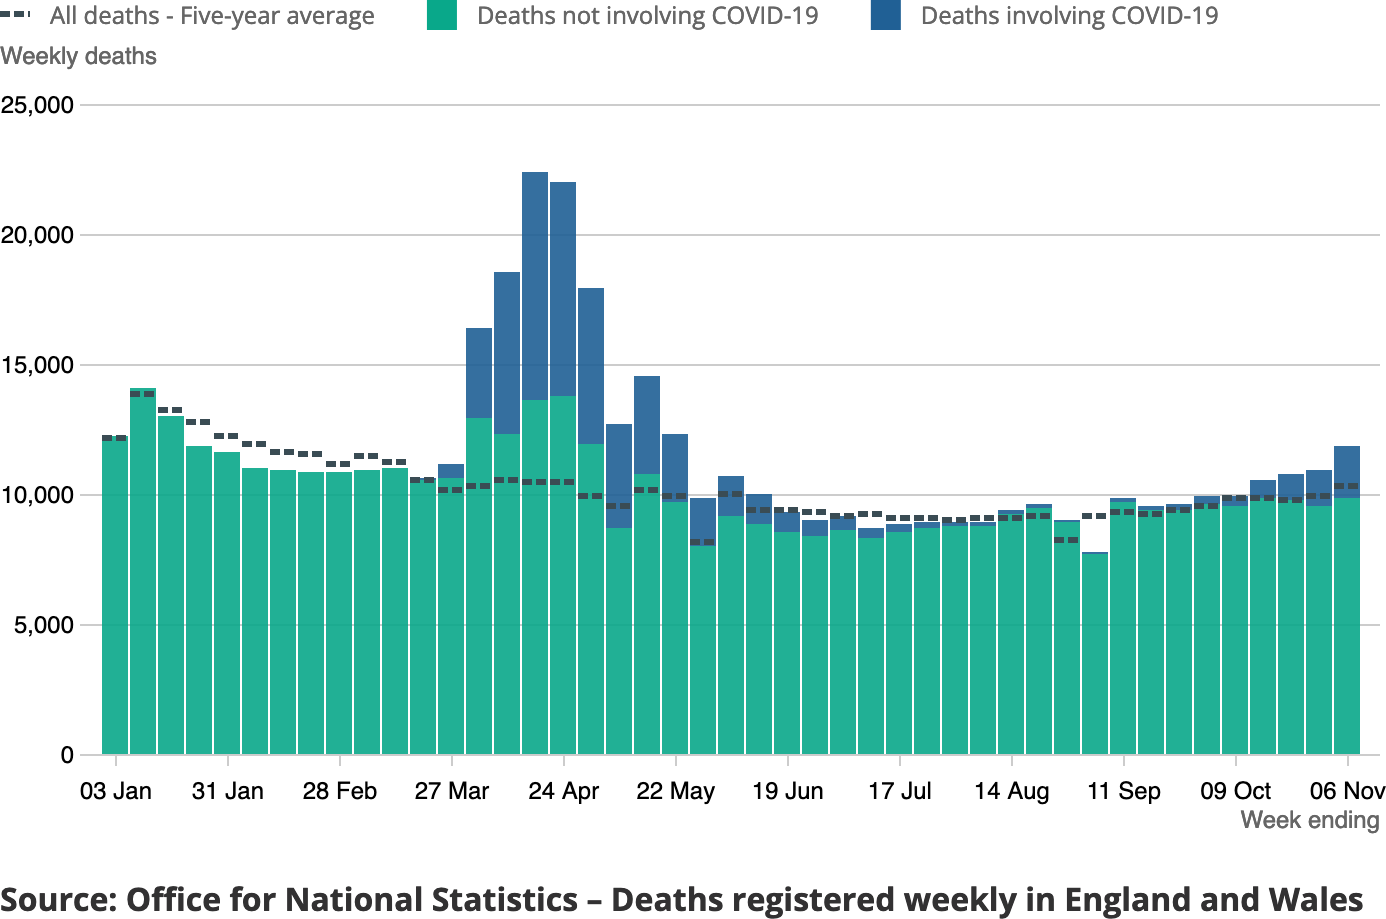 All deaths - Five-year average Deaths not involving COVID-19 Deaths involving COVID-19
Weekly deaths
25,000
20,000
15,000
10,000
5,000
0
03 Jan 31 Jan 28 Feb 27 Mar 24 Apr 22 May 19 Jun 17 Jul 14 Aug 11 Sep 09 Oct 06 Nov
Week ending
Source: Office for National Statistics – Deaths registered weekly in England and Wales